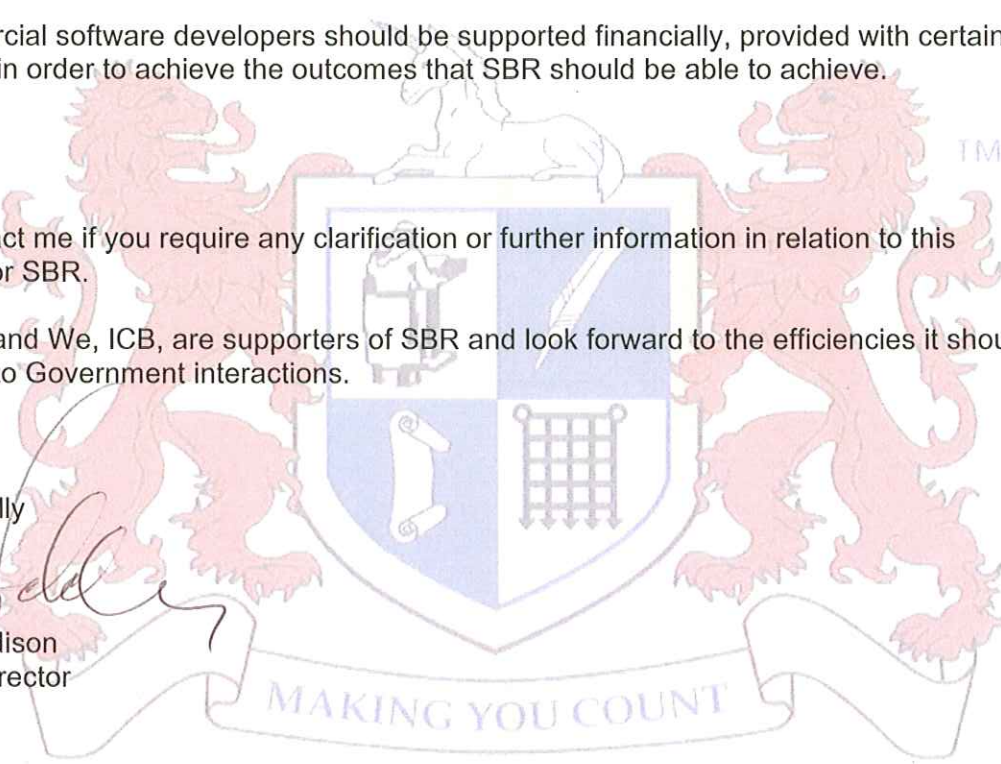 rcial software developers should be supported financially, provided with certain
in order to achieve the outcomes that SBR should be able to achieve.
TM
ct me if you require any clarification or further information in relation to this
or SBR.
and We, ICB, are supporters of SBR and look forward to the efficiencies it shou
o Government interactions.
lly
lison
rector
MAKING YOU COUNT